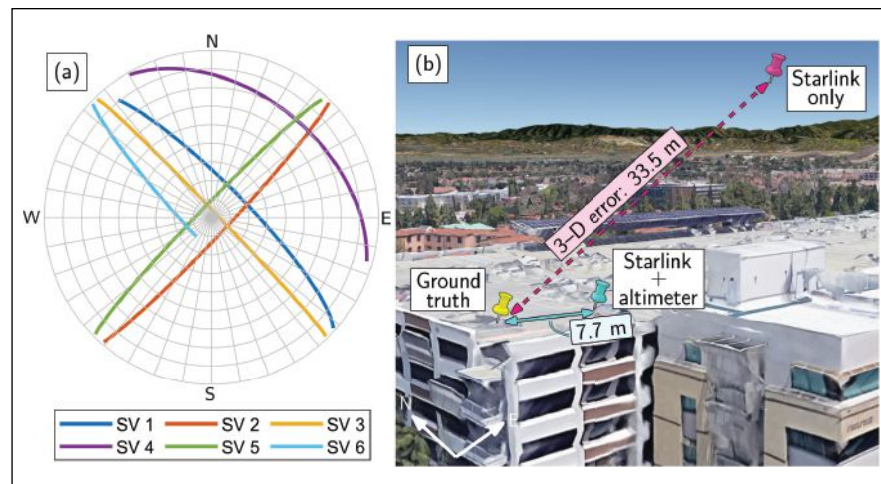 (a)
N
W
E
S
SV 1
SV 2
SV 3
SV 4
SV 5
SV 6
(b)
Starlink
only
3–D error: 33.5 m
Ground
truth
Starlink
+
altimeter
7.7 m
N
E